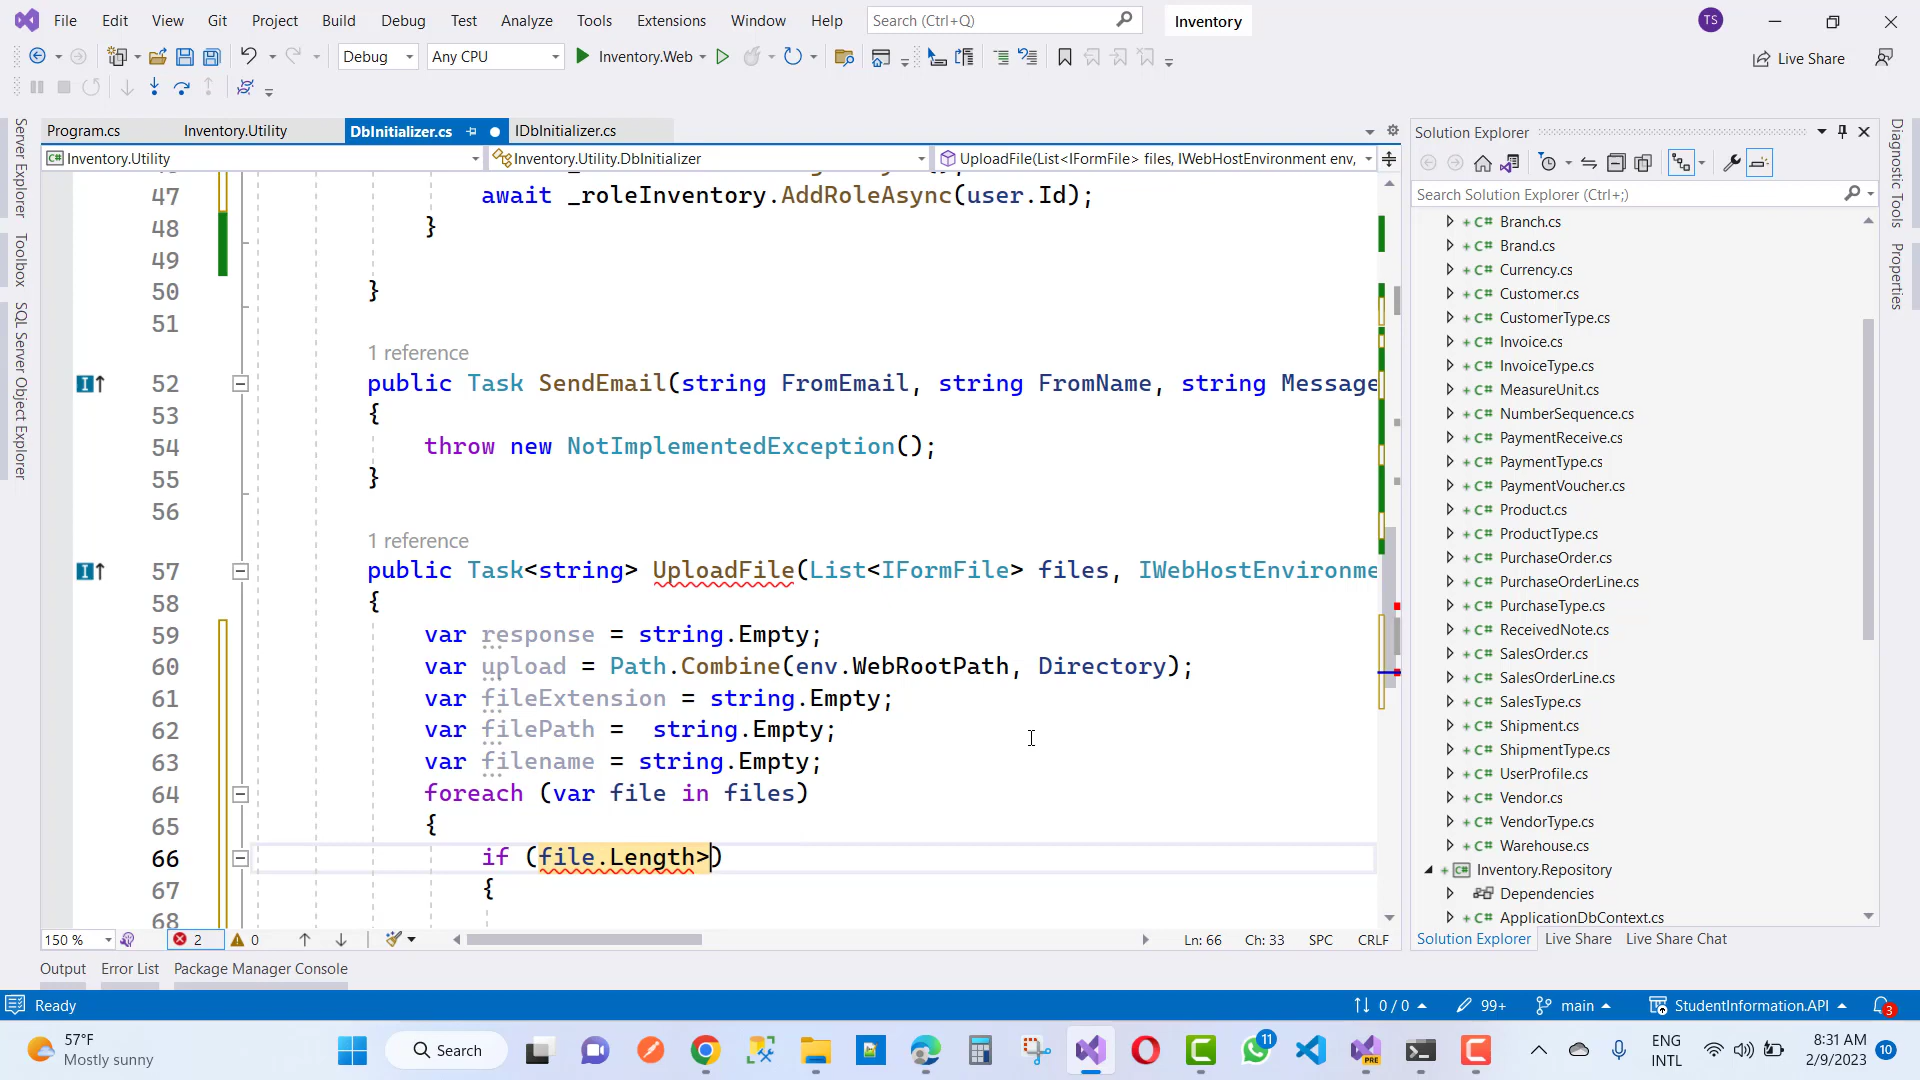 File Edit View Git Project Build Debug Test Analyze Tools Extensions Window Help Search (Ctrl+Q) Inventory TS
Debug Any CPU Inventory.Web Live Share
Program.cs Inventory.Utility DbInitializer.cs IDbInitializer.cs
Inventory.Utility Inventory.Utility.DbInitializer UploadFile(List<IFormFile> files, IWebHostEnvironment env,
47 await _roleInventory.AddRoleAsync(user.Id);
48 }
49
50 }
51
1 reference
52 public Task SendEmail(string FromEmail, string FromName, string Message
53 {
54 throw new NotImplementedException();
55 }
56
1 reference
57 public Task<string> UploadFile(List<IFormFile> files, IWebHostEnvironme
58 {
59 var response = string.Empty;
60 var upload = Path.Combine(env.WebRootPath, Directory);
61 var fileExtension = string.Empty;
62 var filePath =  string.Empty;
63 var filename = string.Empty;
64 foreach (var file in files)
65 {
66 if (file.Length>)
67 {
68
150 % 2 0 Ln: 66 Ch: 33 SPC CRLF
Server Explorer
Toolbox
SQL Server Object Explorer
Solution Explorer
Search Solution Explorer (Ctrl+;)
C# Branch.cs
C# Brand.cs
C# Currency.cs
C# Customer.cs
C# CustomerType.cs
C# Invoice.cs
C# InvoiceType.cs
C# MeasureUnit.cs
C# NumberSequence.cs
C# PaymentReceive.cs
C# PaymentType.cs
C# PaymentVoucher.cs
C# Product.cs
C# ProductType.cs
C# PurchaseOrder.cs
C# PurchaseOrderLine.cs
C# PurchaseType.cs
C# ReceivedNote.cs
C# SalesOrder.cs
C# SalesOrderLine.cs
C# SalesType.cs
C# Shipment.cs
C# ShipmentType.cs
C# UserProfile.cs
C# Vendor.cs
C# VendorType.cs
C# Warehouse.cs
C# Inventory.Repository
Dependencies
C# ApplicationDbContext.cs
Solution Explorer Live Share Live Share Chat
Diagnostic Tools
Properties
Output Error List Package Manager Console
Ready 0 / 0 99+ main StudentInformation.API 3
57°F
Mostly sunny
Search
11
PRE
ENG
INTL
8:31 AM
2/9/2023
10